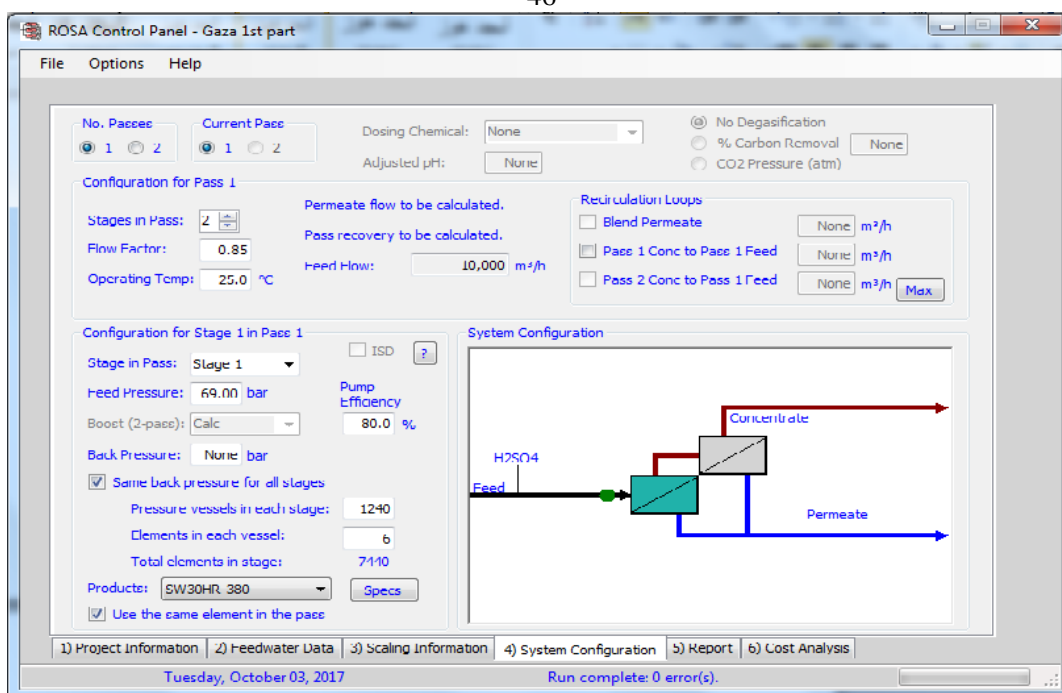 ROSA Control Panel - Gaza 1st part
File Options Help
No. Passes
1 2
Current Pass
1 2
Dosing Chemical: None
Adjusted pH: None
No Degasification
% Carbon Removal None
CO2 Pressure (atm)
Configuration for Pass 1
Stages in Pass: 2
Flow Factor: 0.85
Operating Temp: 25.0 °C
Permeate flow to be calculated.
Pass recovery to be calculated.
Feed Flow: 10,000 m³/h
Recirculation Loops
Blend Permeate None m³/h
Pass 1 Conc to Pass 1 Feed None m³/h
Pass 2 Conc to Pass 1 Feed None m³/h Max
Configuration for Stage 1 in Pass 1
ISD ?
Stage in Pass: Stage 1
Feed Pressure: 69.00 bar
Pump
Efficiency
Boost (2-pass): Calc 80.0 %
Back Pressure: None bar
Same back pressure for all stages
Pressure vessels in each stage: 1240
Elements in each vessel: 6
Total elements in stage: 7440
Products: SW30HR 380 Specs
Use the same element in the pass
System Configuration
Concentrate
H2SO4
Feed
Permeate
1) Project Information 2) Feedwater Data 3) Scaling Information 4) System Configuration 5) Report 6) Cost Analysis
Tuesday, October 03, 2017 Run complete: 0 error(s).